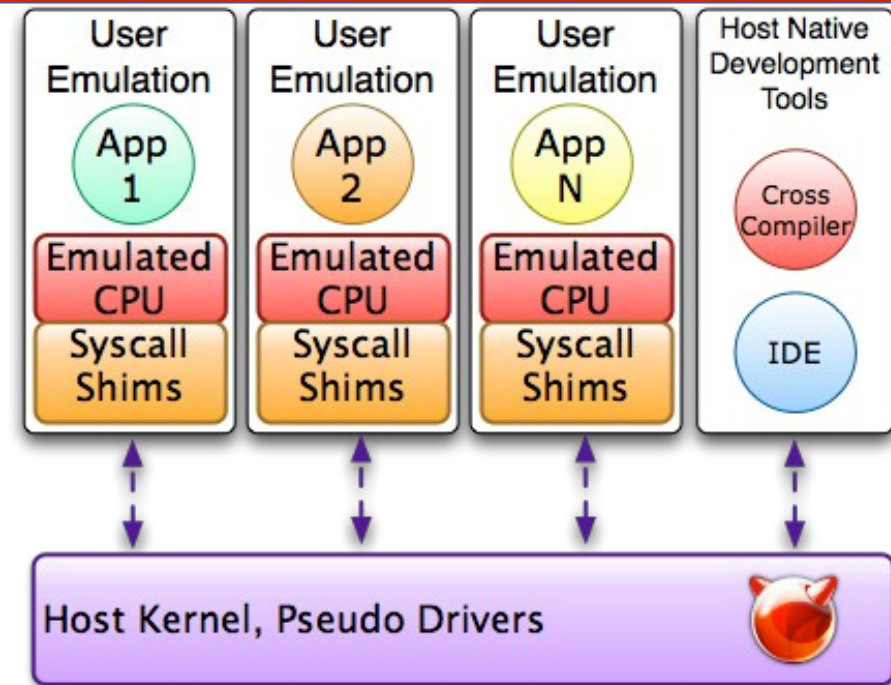 User
Emulation
App
1
Emulated
CPU
Syscall
Shims
User
Emulation
App
2
Emulated
CPU
Syscall
Shims
User
Emulation
App
N
Emulated
CPU
Syscall
Shims
Host Native
Development
Tools
Cross
Compiler
IDE
Host Kernel, Pseudo Drivers